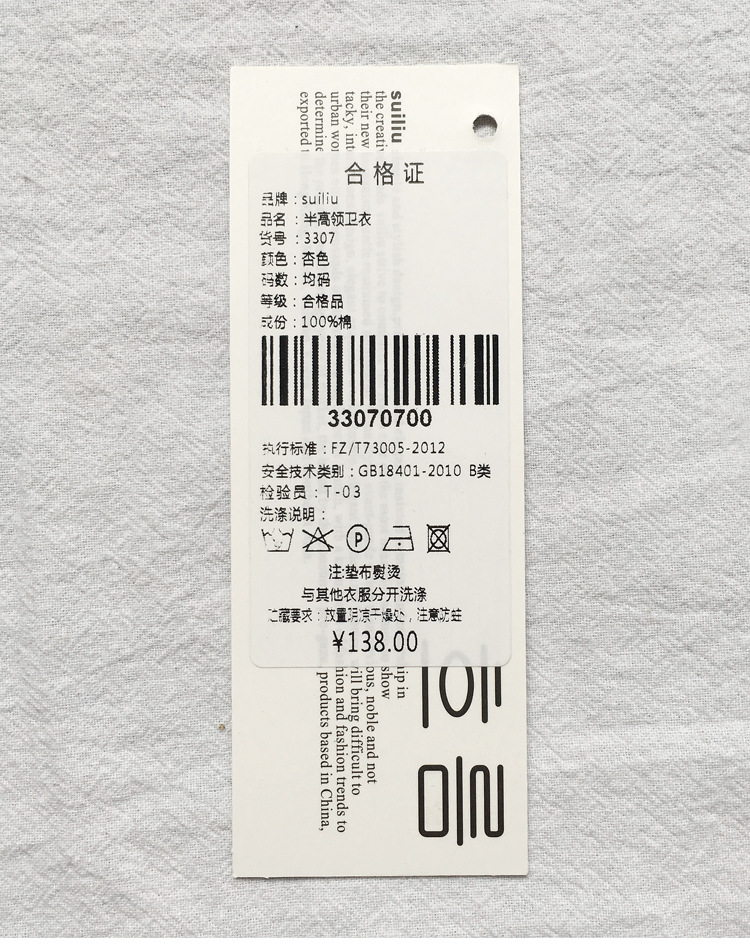 合格证
品牌：suiliu
品名：半高领卫衣
货号：3307
颜色：杏色
码数：均码
等级：合格品
成份：100%棉
33070700
执行标准：FZ/T73005-2012
安全技术类别：GB18401-2010 B类
检验员：T-03
洗涤说明：
P
注:垫布熨烫
与其他衣服分开洗涤
贮藏要求：放置阴凉干燥处，注意防蛀
¥138.00
suiliu
the creativ
their new
tacky, int
urban wor
determine
exported t
ip in
show
ous, noble and not
ill bring difficult to
hion and fashion trends to
products based in China,